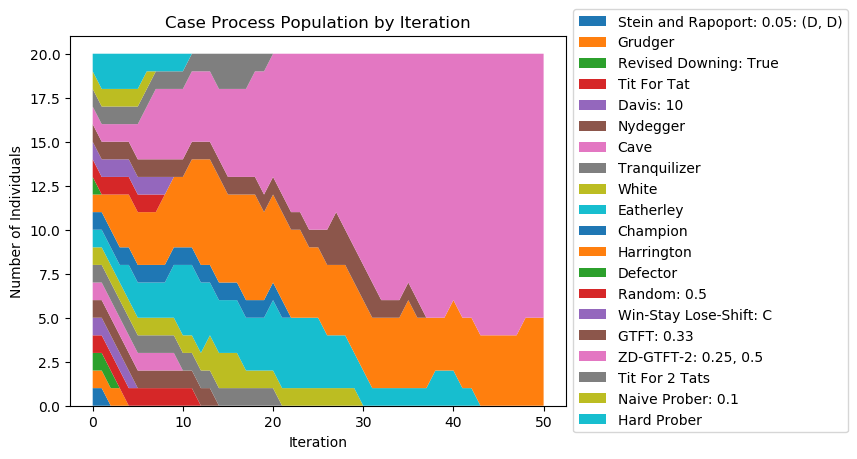 Case Process Population by Iteration
Number of Individuals
20.0
17.5
15.0
12.5
10.0
7.5
5.0
2.5
0.0
0
10
20
30
40
50
Iteration
Stein and Rapoport: 0.05: (D, D)
Grudger
Revised Downing: True
Tit For Tat
Davis: 10
Nydegger
Cave
Tranquilizer
White
Eatherley
Champion
Harrington
Defector
Random: 0.5
Win-Stay Lose-Shift: C
GTFT: 0.33
ZD-GTFT-2: 0.25, 0.5
Tit For 2 Tats
Naive Prober: 0.1
Hard Prober